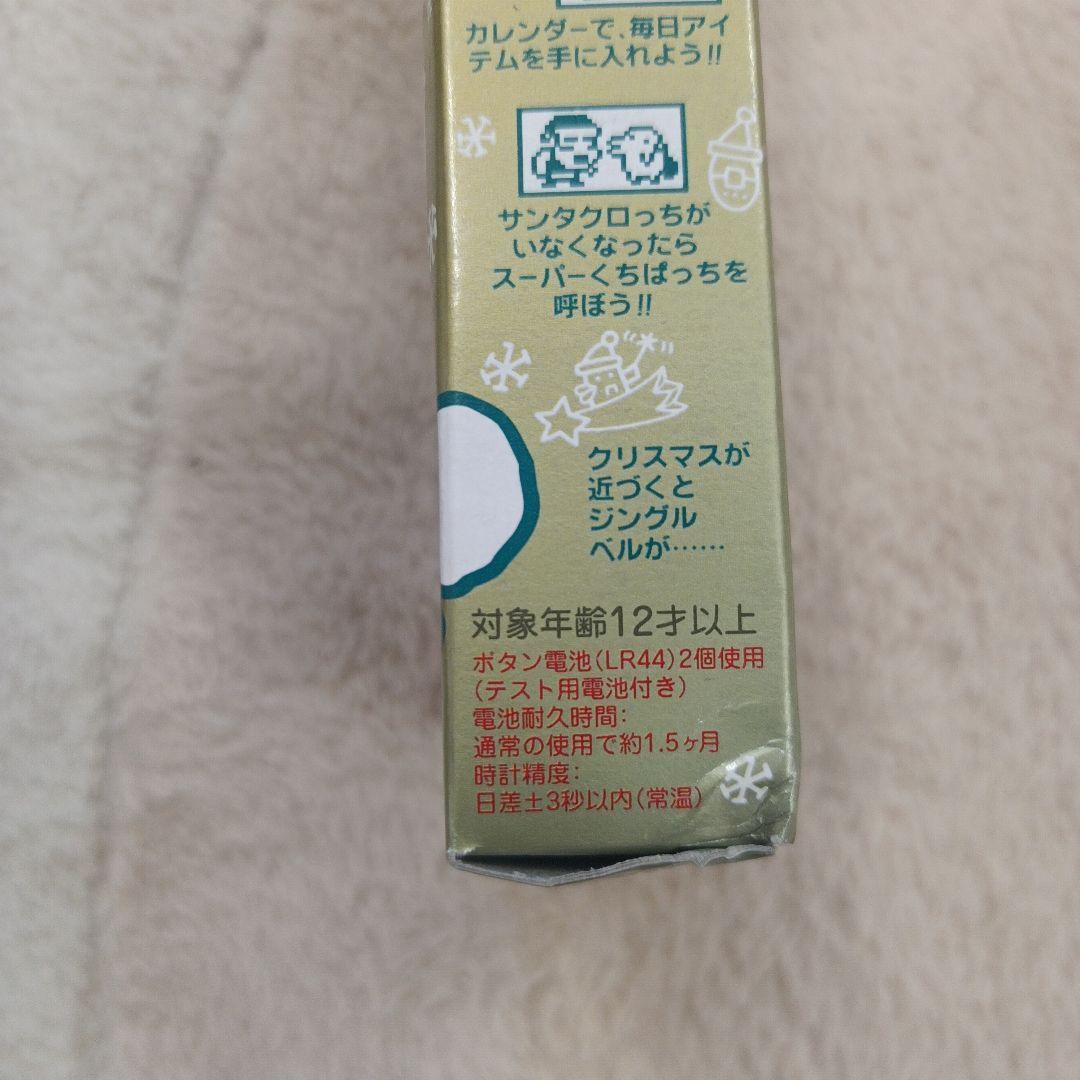 カレンダーで、毎日アイ
テムを手に入れよう!!
サンタクロっちが
いなくなったら
スーパーくちぱっちを
呼ぼう!!
クリスマスが
近づくと
ジングル
ベルが……
対象年齢12才以上
ボタン電池(LR44)2個使用
(テスト用電池付き)
電池耐久時間:
通常の使用で約1.5ヶ月
時計精度:
日差±3秒以内(常温)